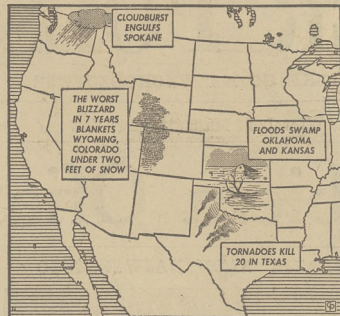 CLOUDBURST
ENGULFS
SPOKANE
THE WORST
BLIZZARD
IN 7 YEARS
BLANKETS
WYOMING,
COLORADO
UNDER TWO
FEET OF SNOW
FLOODS SWAMP
OKLAHOMA
AND KANSAS
TORNADOES KILL
20 IN TEXAS